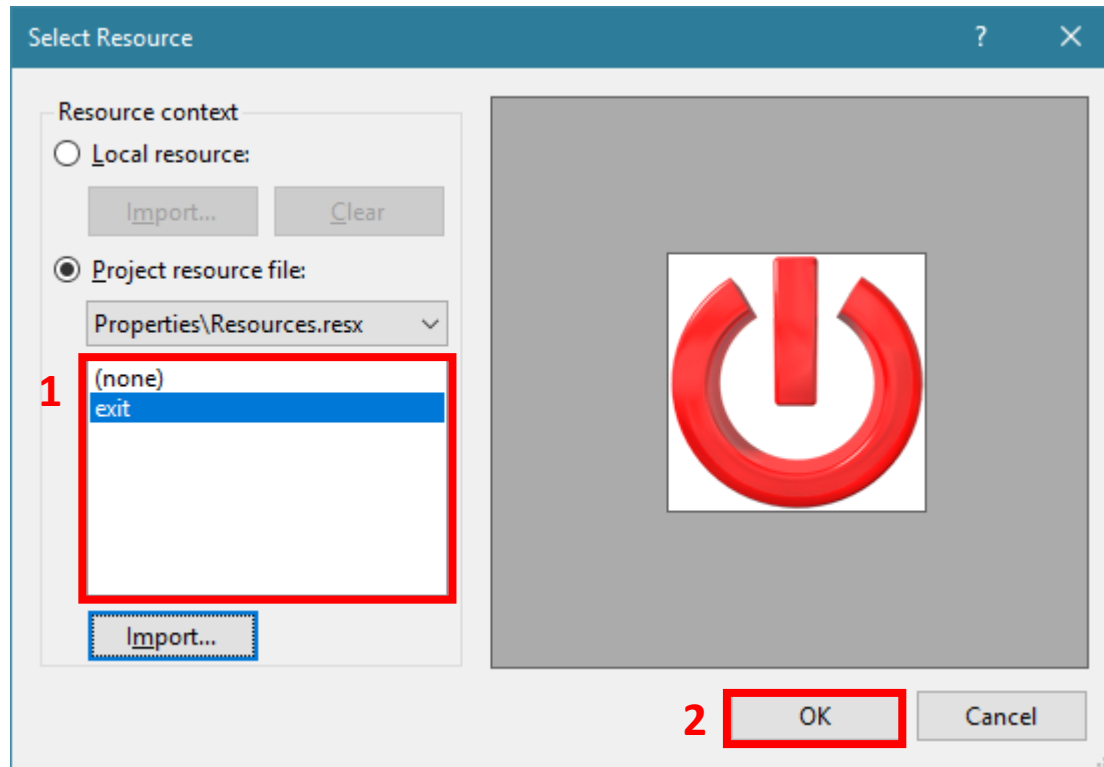 Select Resource
?
Resource context
Local resource:
Import...
Clear
Project resource file:
Properties\Resources.resx
1
(none)
exit
Import...
2
OK
Cancel